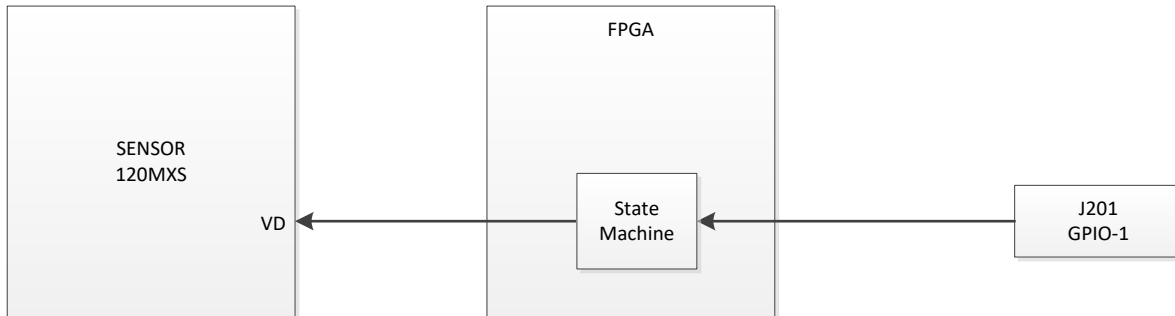 FPGA
SENSOR
120MXS
VD
State
Machine
J201
GPIO-1